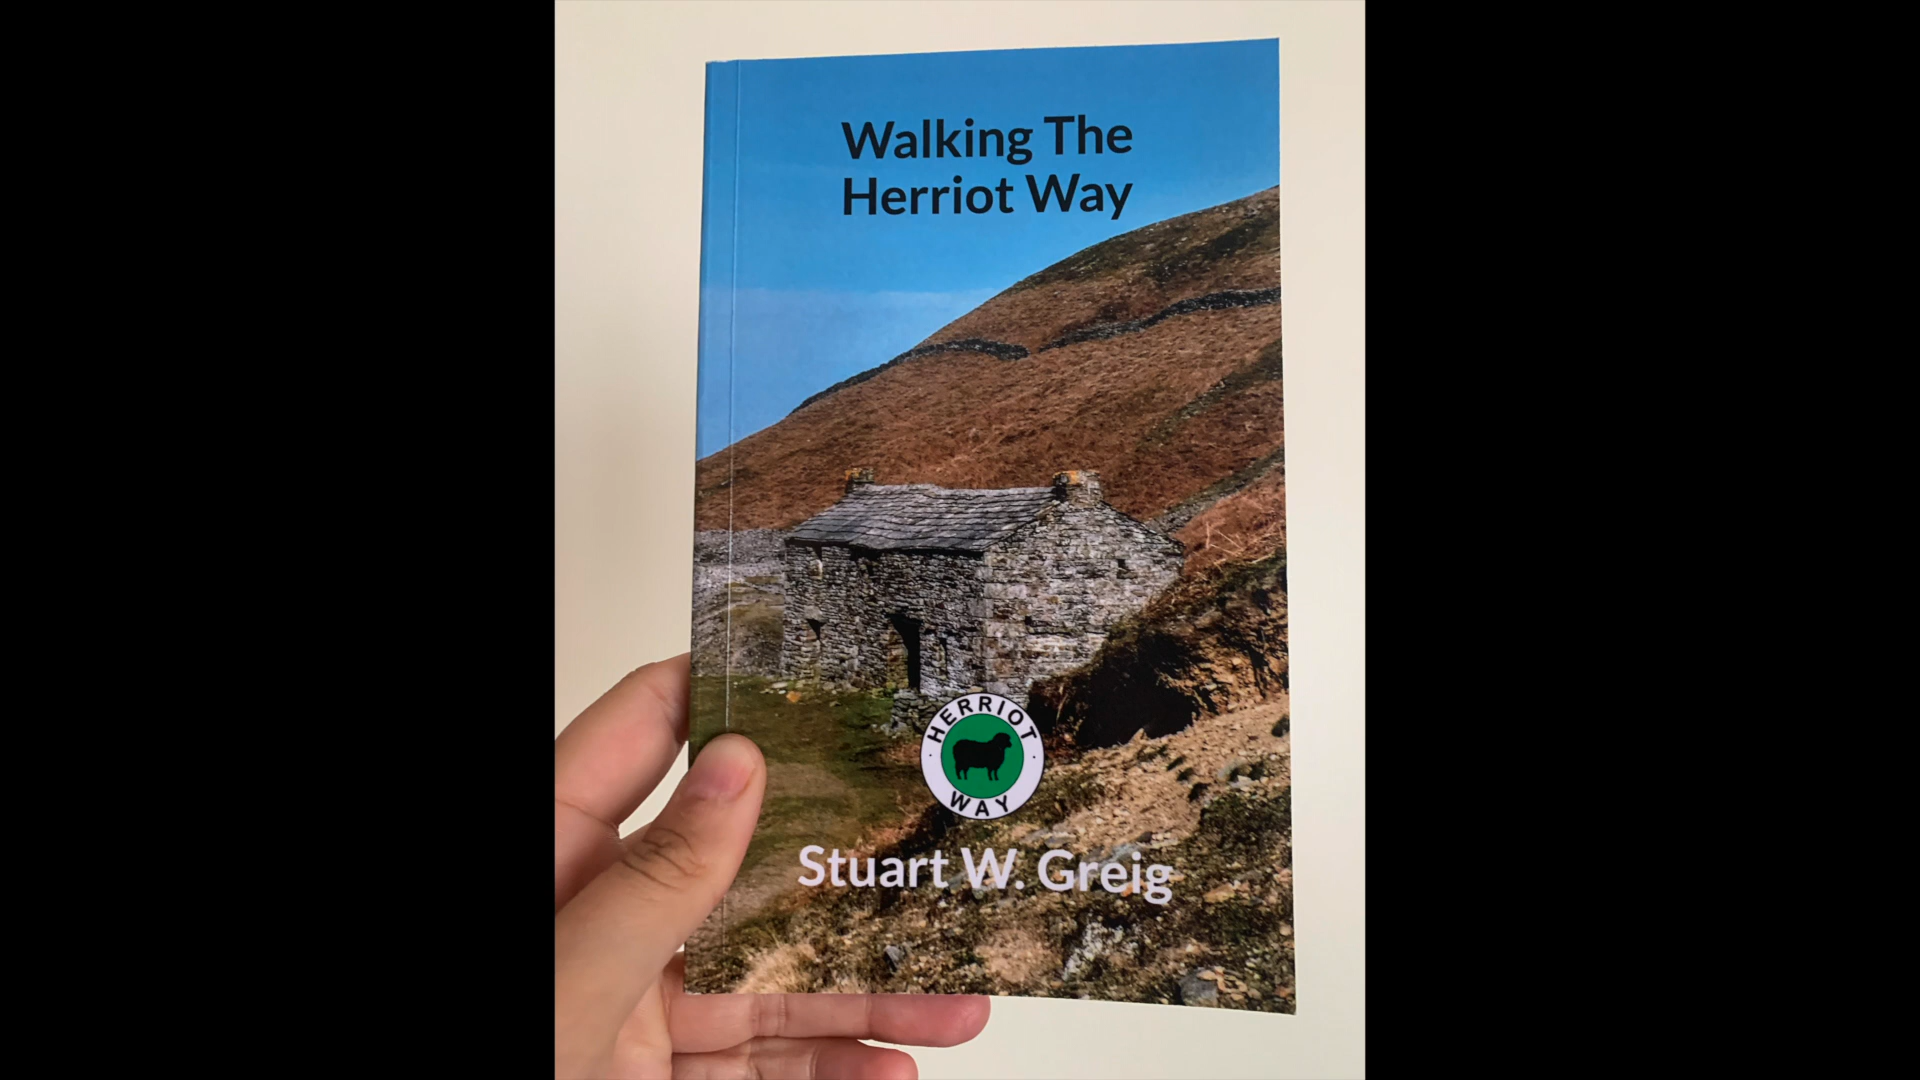 Walking The
Herriot Way
HERRIOT
WAY
Stuart W. Greig